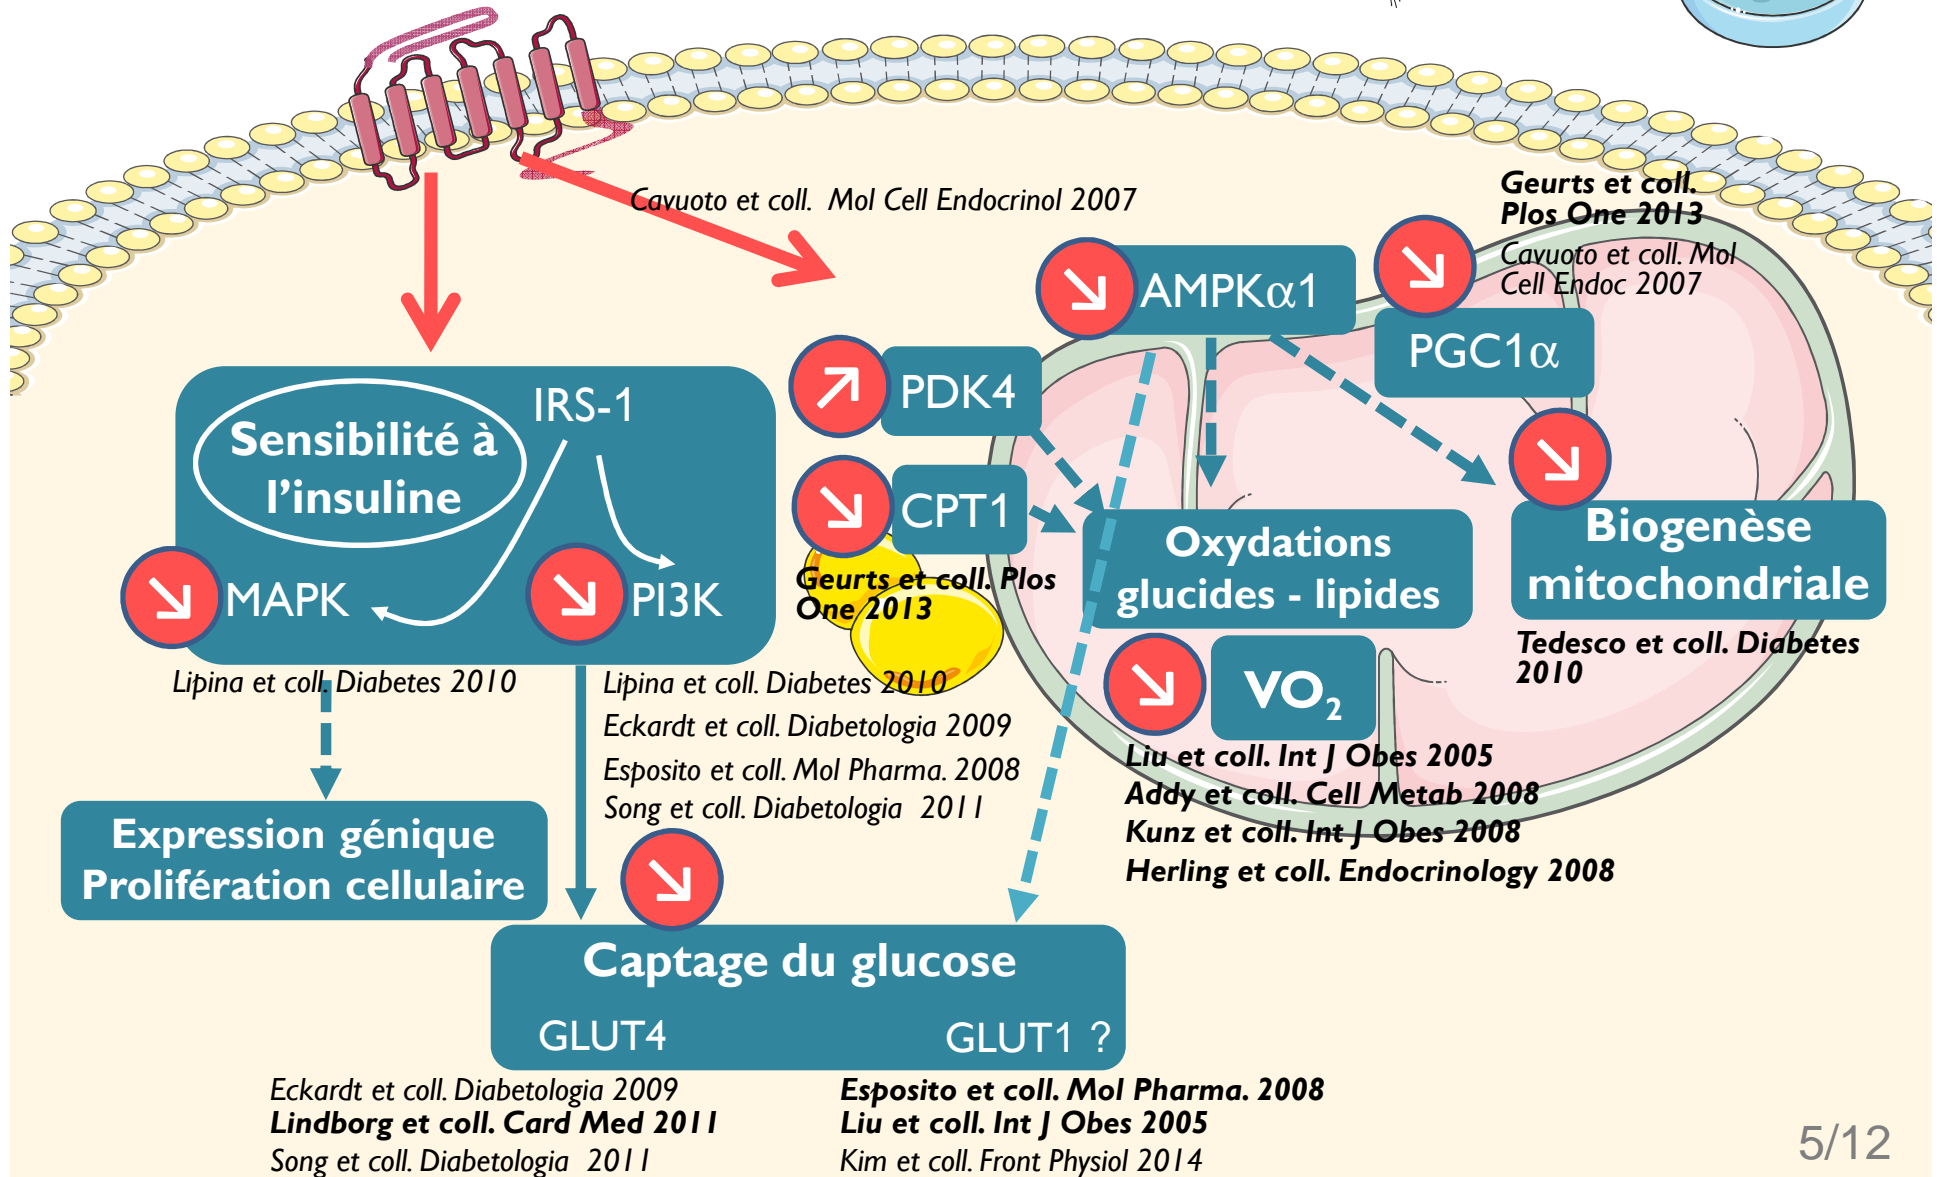 Cavuoto et coll. Mol Cell Endocrinol 2007
Geurts et coll.
Plos One 2013
Cavuoto et coll. Mol
Cell Endoc 2007
AMPKα1
PGC1α
PDK4
CPT1
Geurts et coll. Plos
One 2013
IRS-1
Sensibilité à
l'insuline
MAPK
PI3K
Oxydations
glucides - lipides
Biogenèse
mitochondriale
Tedesco et coll. Diabetes
2010
VO₂
Liu et coll. Int J Obes 2005
Addy et coll. Cell Metab 2008
Kunz et coll. Int J Obes 2008
Herling et coll. Endocrinology 2008
Lipina et coll. Diabetes 2010
Lipina et coll. Diabetes 2010
Eckardt et coll. Diabetologia 2009
Esposito et coll. Mol Pharma. 2008
Song et coll. Diabetologia 2011
Expression génique
Prolifération cellulaire
Captage du glucose
GLUT4
GLUT1 ?
Eckardt et coll. Diabetologia 2009
Lindborg et coll. Card Med 2011
Song et coll. Diabetologia 2011
Esposito et coll. Mol Pharma. 2008
Liu et coll. Int J Obes 2005
Kim et coll. Front Physiol 2014
5/12